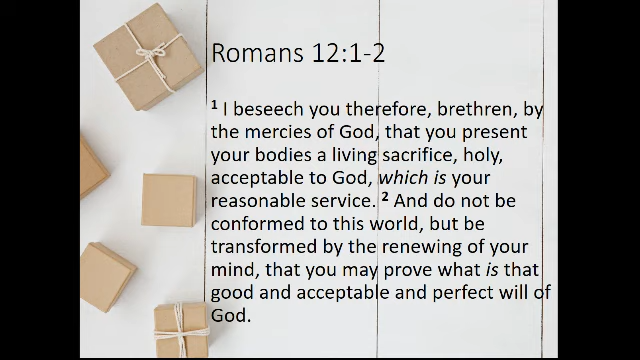 Romans 12:1-2
1 I beseech you therefore, brethren, by
the mercies of God, that you present
your bodies a living sacrifice, holy,
acceptable to God, which is your
reasonable service. 2 And do not be
conformed to this world, but be
transformed by the renewing of your
mind, that you may prove what is that
good and acceptable and perfect will of
God.